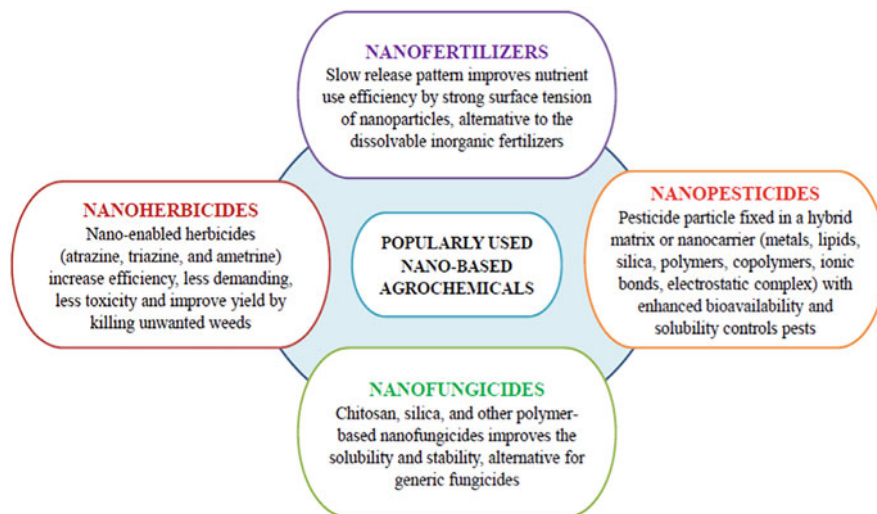 NANOFERTILIZERS
Slow release pattern improves nutrient
use efficiency by strong surface tension
of nanoparticles, alternative to the
dissolvable inorganic fertilizers
NANOHERBICIDES
Nano-enabled herbicides
(atrazine, triazine, and ametrine)
increase efficiency, less demanding,
less toxicity and improve yield by
killing unwanted weeds
POPULARLY USED
NANO-BASED
AGROCHEMICALS
NANOPESTICIDES
Pesticide particle fixed in a hybrid
matrix or nanocarrier (metals, lipids,
silica, polymers, copolymers, ionic
bonds, electrostatic complex) with
enhanced bioavailability and
solubility controls pests
NANOFUNGICIDES
Chitosan, silica, and other polymer-
based nanofungicides improves the
solubility and stability, alternative for
generic fungicides